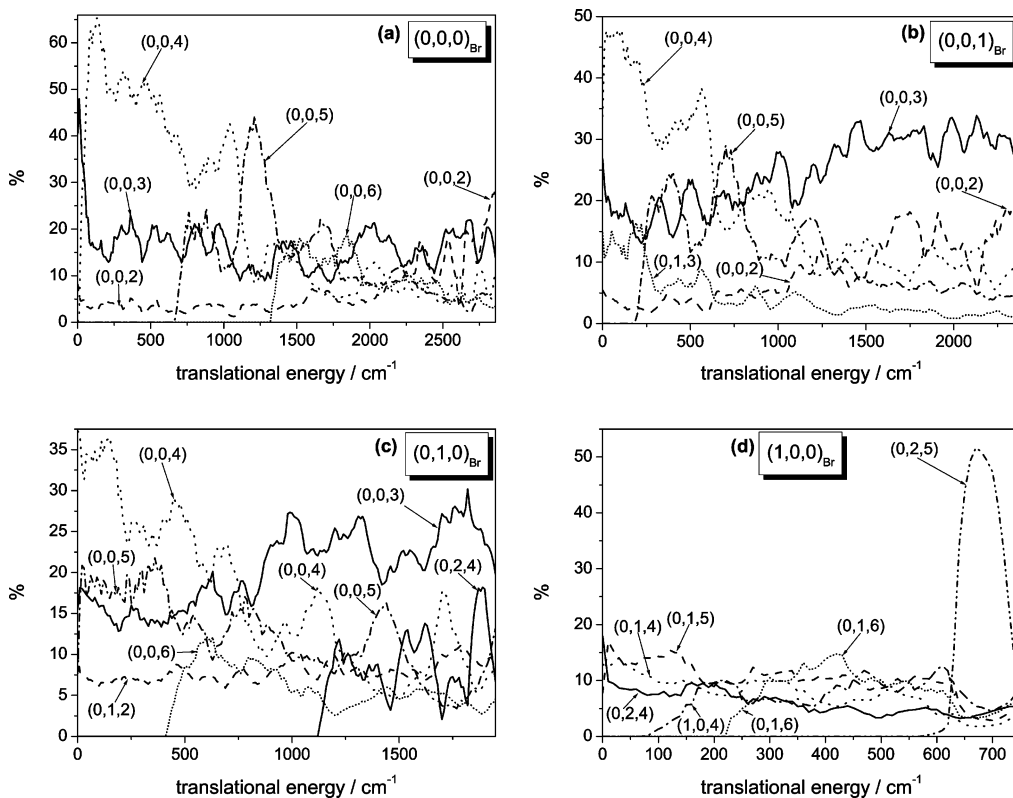 (a) (0,0,0)Br
(0,0,4)
(0,0,5)
(0,0,3)
(0,0,6)
(0,0,2)
(0,0,2)
%
0 10 20 30 40 50 60
0 500 1000 1500 2000 2500
translational energy / cm-1
(b) (0,0,1)Br
(0,0,4)
(0,0,3)
(0,0,5)
(0,0,2)
(0,1,3)
(0,0,2)
%
0 10 20 30 40 50
0 500 1000 1500 2000
translational energy / cm-1
(c) (0,1,0)Br
(0,0,4)
(0,0,3)
(0,0,5)
(0,0,4)
(0,0,5)
(0,2,4)
(0,0,6)
(0,1,2)
%
0 5 10 15 20 25 30 35
0 500 1000 1500
translational energy / cm-1
(d) (1,0,0)Br
(0,2,5)
(0,1,4)
(0,1,5)
(0,1,6)
(0,2,4)
(1,0,4)
(0,1,6)
%
0 10 20 30 40 50
0 100 200 300 400 500 600 700
translational energy / cm-1